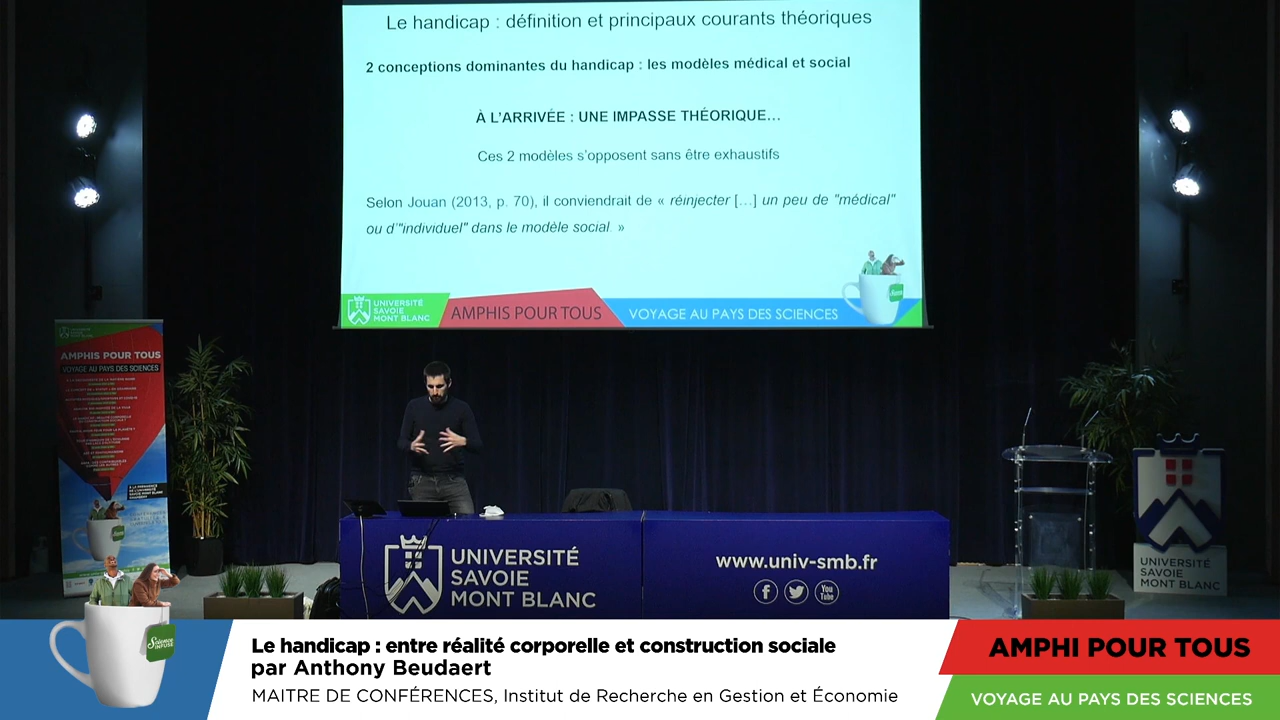 Le handicap : définition et principaux courants théoriques
2 conceptions dominantes du handicap : les modèles médical et social
À L'ARRIVÉE : UNE IMPASSE THÉORIQUE…
Ces 2 modèles s'opposent sans être exhaustifs
Selon Jouan (2013, p. 70), il conviendrait de « réinjecter […] un peu de "médical"
ou d'"individuel" dans le modèle social. »
UNIVERSITÉ
SAVOIE
MONT BLANC
AMPHIS POUR TOUS
VOYAGE AU PAYS DES SCIENCES
AMPHIS POUR TOUS
VOYAGE AU PAYS DES SCIENCES
UNIVERSITÉ
SAVOIE
MONT BLANC
www.univ-smb.fr
You
Tube
UNIVERSITÉ
SAVOIE
MONT BLANC
Science
INFUSE
Le handicap : entre réalité corporelle et construction sociale
par Anthony Beudaert
MAITRE DE CONFÉRENCES, Institut de Recherche en Gestion et Économie
AMPHI POUR TOUS
VOYAGE AU PAYS DES SCIENCES